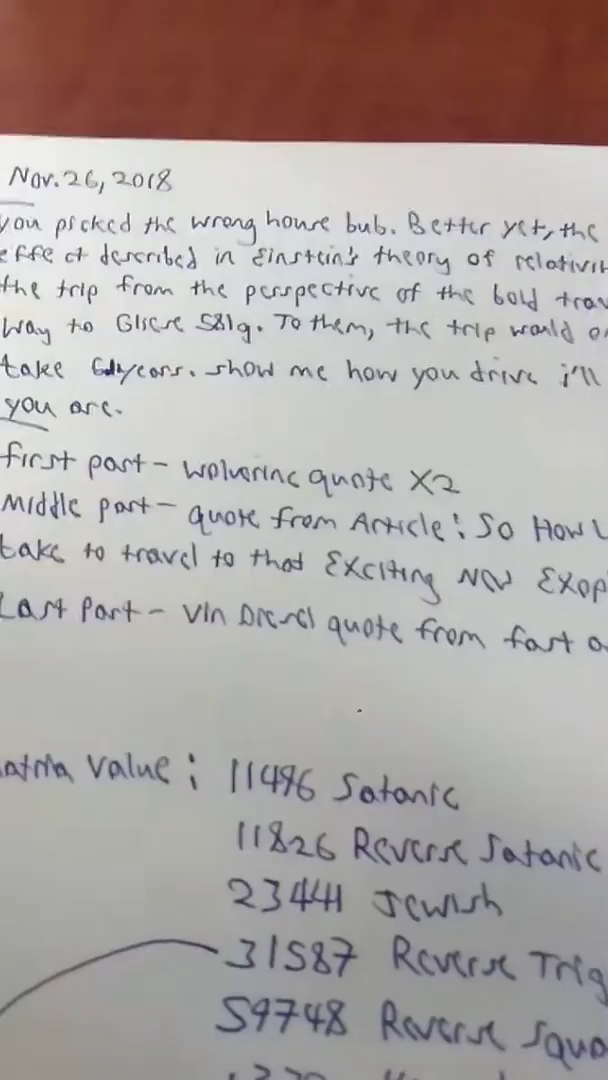 Nov. 26, 2018
you picked the wrong house bub. Better yet, the
effect described in Einstein's theory of relativit
the trip from the perspective of the bold trav
way to Gliese 581g. To them, the trip would o
take years. show me how you drive i'll
you are.
first part - wolverine quote X2
Middle part - quote from Article: So How L
take to travel to that Exciting New Exop
Last Part - Vin Diesel quote from fast a
atria value: 11496 Satanic
11826 Reverse Satanic
23441 Jewish
31587 Reverse Trig
59748 Reverse Squa